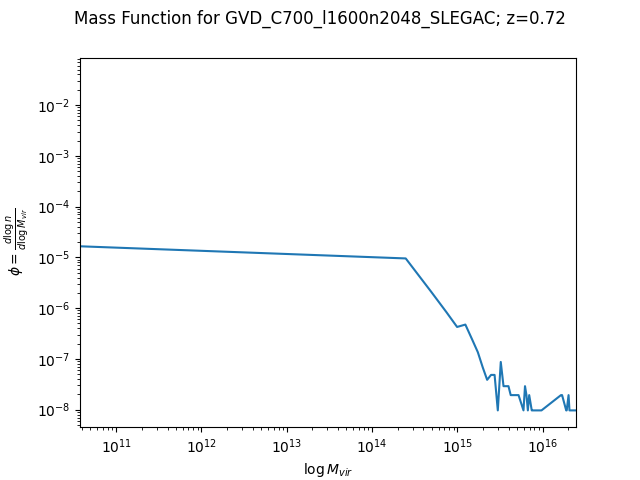 Mass Function for GVD_C700_l1600n2048_SLEGAC; z=0.72
10⁻²
10⁻³
10⁻⁴
10⁻⁵
10⁻⁶
10⁻⁷
10⁻⁸
ϕ = d log n / d log M_vir
10¹¹ 10¹² 10¹³ 10¹⁴ 10¹⁵ 10¹⁶
log M_vir